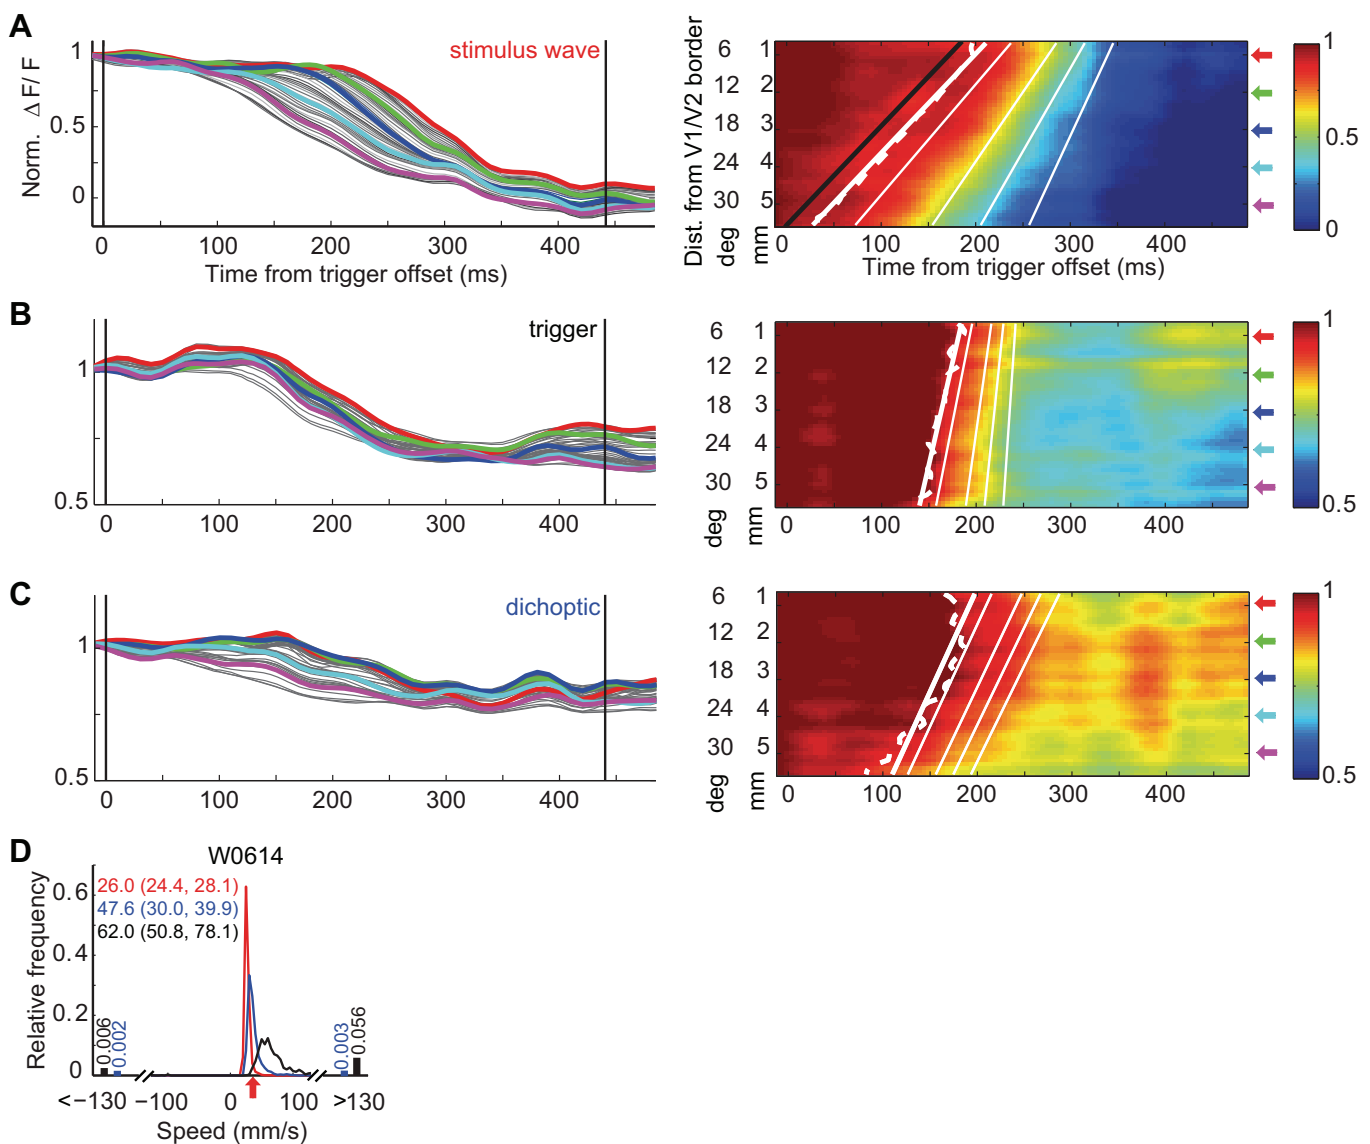 A
stimulus wave
Norm. Δ F/ F
1
0.5
0
0 100 200 300 400
Time from trigger offset (ms)
Dist. from V1/V2 border
6 1
12 2
18 3
24 4
30 5
deg mm
0 100 200 300 400
Time from trigger offset (ms)
1
0.5
0
B
trigger
1
0.5
0 100 200 300 400
6 1
12 2
18 3
24 4
30 5
deg mm
0 100 200 300 400
1
0.5
C
dichoptic
1
0.5
0 100 200 300 400
6 1
12 2
18 3
24 4
30 5
deg mm
0 100 200 300 400
1
0.5
D
W0614
Relative frequency
0.6
0.4
0.2
0
26.0 (24.4, 28.1)
47.6 (30.0, 39.9)
62.0 (50.8, 78.1)
0.006
0.002
0.003
0.056
<−130 −100 0 100 >130
Speed (mm/s)